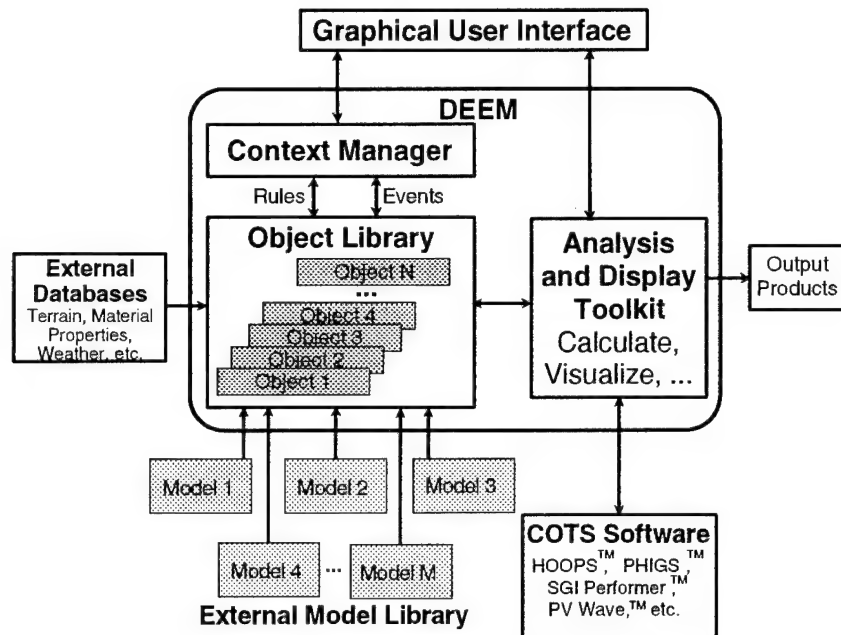 Graphical User Interface
DEEM
Context Manager
Rules
Events
Object Library
Object N
...
Object 4
Object 3
Object 2
Object 1
External
Databases
Terrain, Material
Properties,
Weather, etc.
Analysis
and Display
Toolkit
Calculate,
Visualize, ...
Output
Products
Model 1
Model 2
Model 3
Model 4
...
Model M
External Model Library
COTS Software
HOOPS™, PHIGS,™
SGI Performer,™
PV Wave,™ etc.